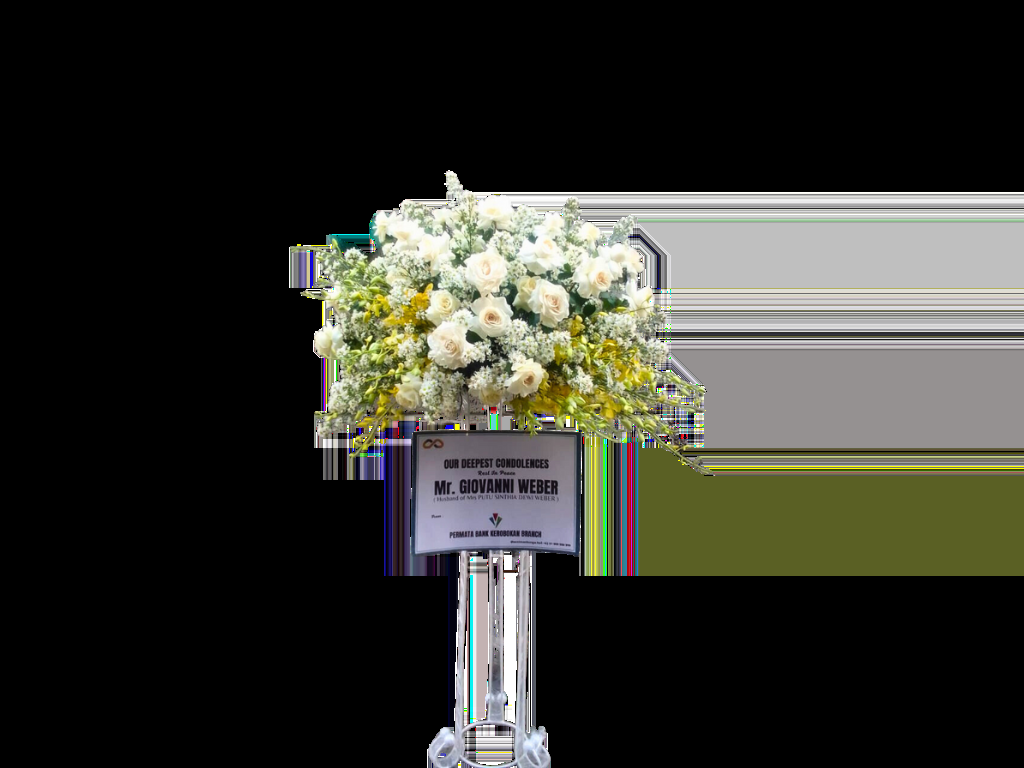 OUR DEEPEST CONDOLENCES
Rest In Peace
Mr. GIOVANNI WEBER
( Husband of Mrs PUTU SINTHIA DEWI WEBER )
From :
PERMATA BANK KEROBOKAN BRANCH